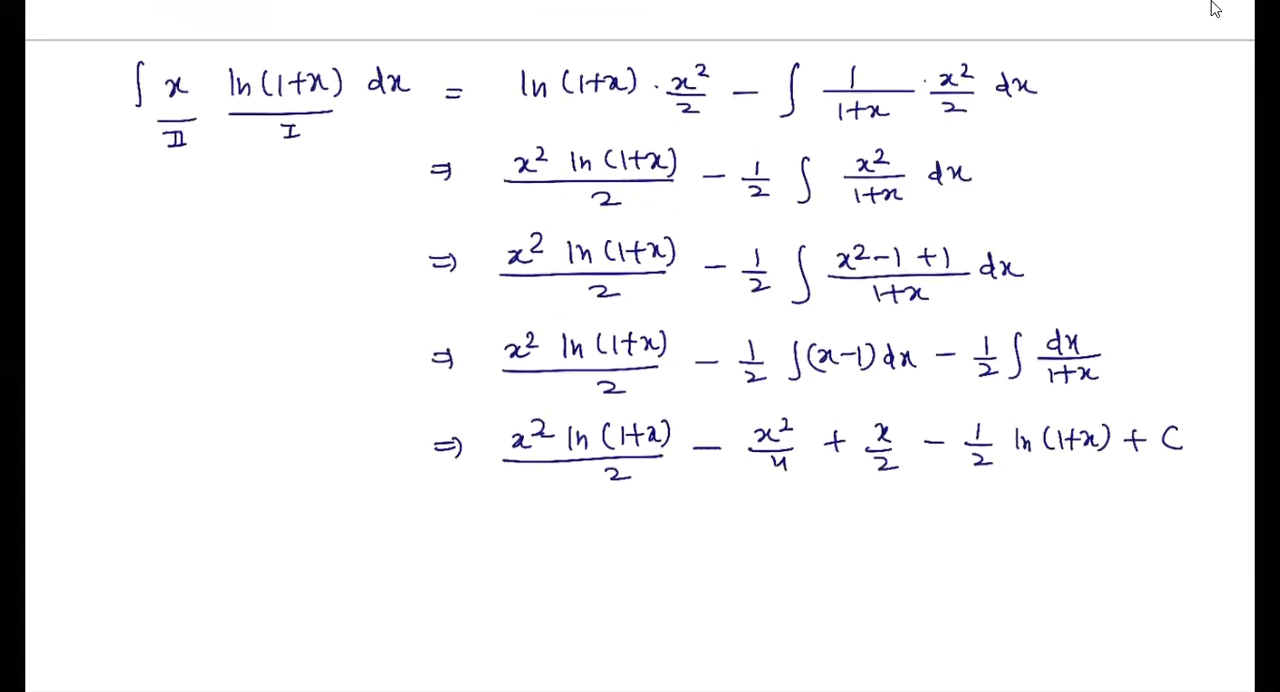 ∫ x ln(1+x) dx = ln(1+x) · x²/2 − ∫ 1/(1+x) · x²/2 dx
II I
⇒ x² ln(1+x)/2 − 1/2 ∫ x²/(1+x) dx
⇒ x² ln(1+x)/2 − 1/2 ∫ (x²−1+1)/(1+x) dx
⇒ x² ln(1+x)/2 − 1/2 ∫(x−1)dx − 1/2 ∫ dx/(1+x)
⇒ x² ln(1+x)/2 − x²/4 + x/2 − 1/2 ln(1+x) + C